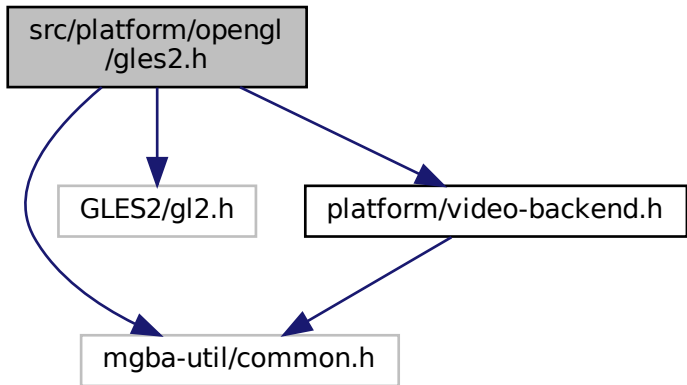 src/platform/opengl
/gles2.h
GLES2/gl2.h
platform/video-backend.h
mgba-util/common.h